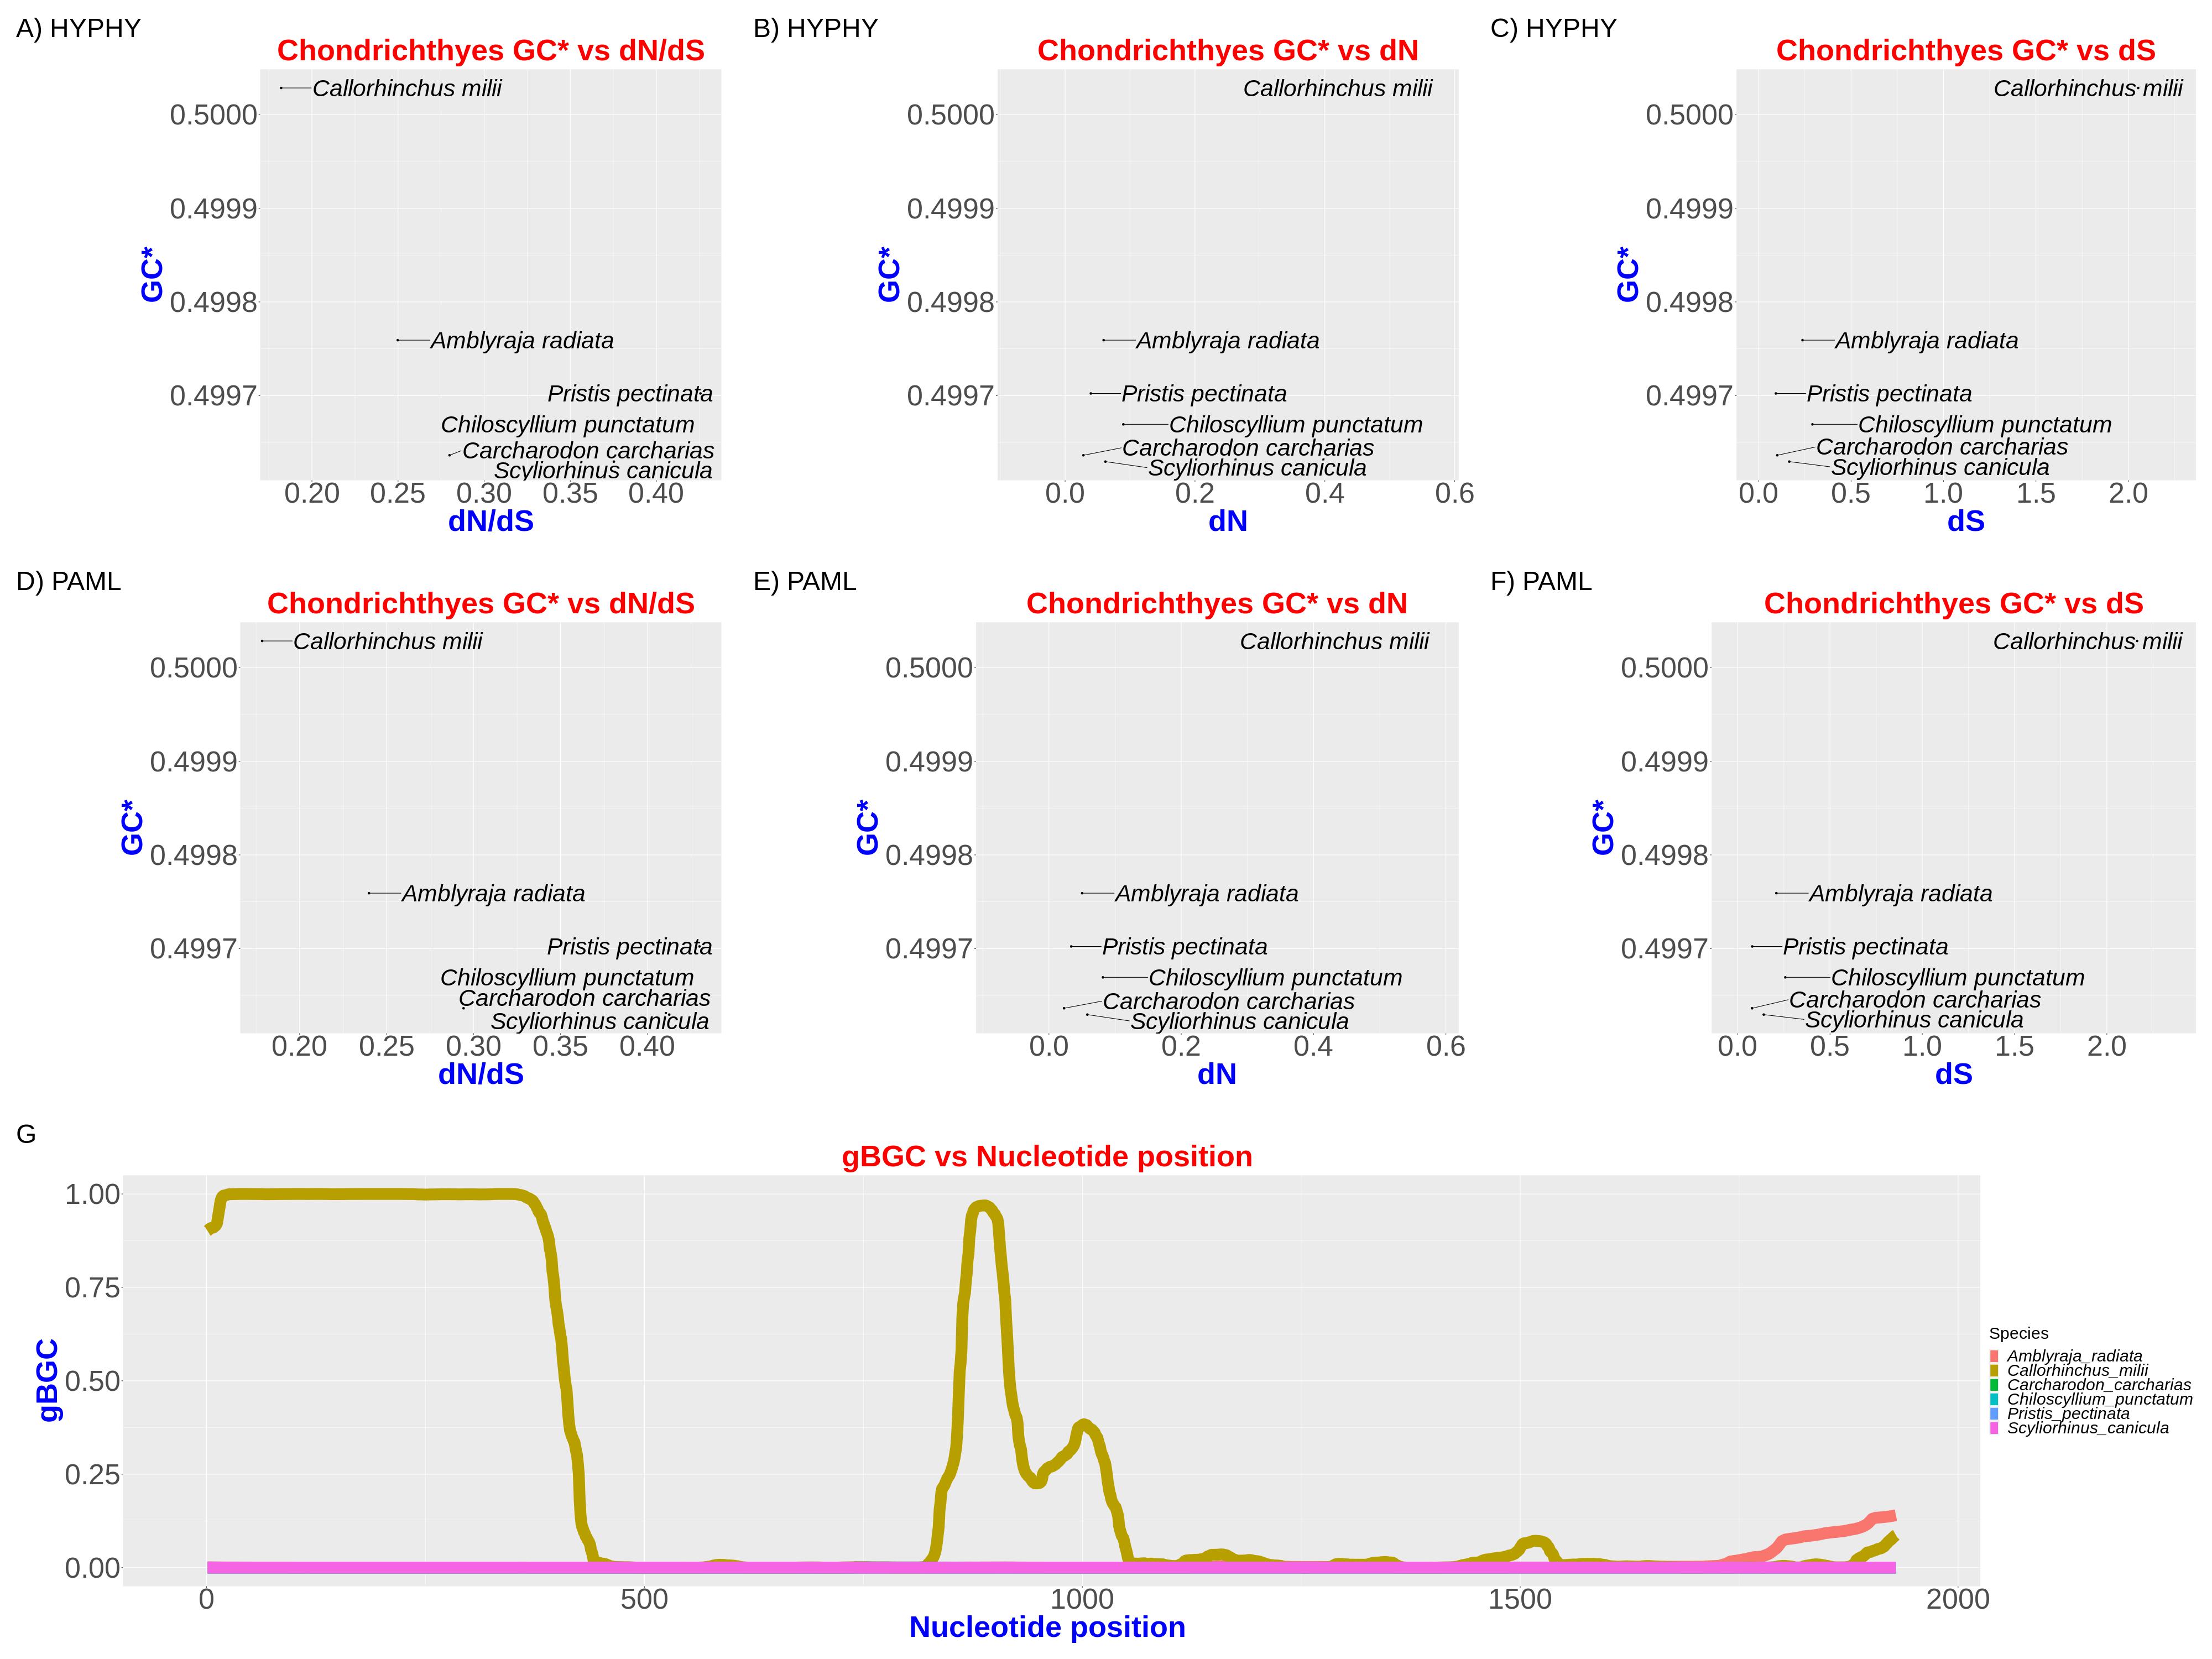 A) HYPHY
Chondrichthyes GC* vs dN/dS
Callorhinchus milii
0.5000
0.4999
0.4998
0.4997
GC*
Amblyraja radiata
Pristis pectinata
Chiloscyllium punctatum
Carcharodon carcharias
Scyliorhinus canicula
0.20 0.25 0.30 0.35 0.40
dN/dS
B) HYPHY
Chondrichthyes GC* vs dN
Callorhinchus milii
0.5000
0.4999
0.4998
0.4997
GC*
Amblyraja radiata
Pristis pectinata
Chiloscyllium punctatum
Carcharodon carcharias
Scyliorhinus canicula
0.0 0.2 0.4 0.6
dN
C) HYPHY
Chondrichthyes GC* vs dS
Callorhinchus milii
0.5000
0.4999
0.4998
0.4997
GC*
Amblyraja radiata
Pristis pectinata
Chiloscyllium punctatum
Carcharodon carcharias
Scyliorhinus canicula
0.0 0.5 1.0 1.5 2.0
dS
D) PAML
Chondrichthyes GC* vs dN/dS
Callorhinchus milii
0.5000
0.4999
0.4998
0.4997
GC*
Amblyraja radiata
Pristis pectinata
Chiloscyllium punctatum
Carcharodon carcharias
Scyliorhinus canicula
0.20 0.25 0.30 0.35 0.40
dN/dS
E) PAML
Chondrichthyes GC* vs dN
Callorhinchus milii
0.5000
0.4999
0.4998
0.4997
GC*
Amblyraja radiata
Pristis pectinata
Chiloscyllium punctatum
Carcharodon carcharias
Scyliorhinus canicula
0.0 0.2 0.4 0.6
dN
F) PAML
Chondrichthyes GC* vs dS
Callorhinchus milii
0.5000
0.4999
0.4998
0.4997
GC*
Amblyraja radiata
Pristis pectinata
Chiloscyllium punctatum
Carcharodon carcharias
Scyliorhinus canicula
0.0 0.5 1.0 1.5 2.0
dS
G
gBGC vs Nucleotide position
1.00
0.75
0.50
0.25
0.00
gBGC
0 500 1000 1500 2000
Nucleotide position
Species
Amblyraja_radiata
Callorhinchus_milii
Carcharodon_carcharias
Chiloscyllium_punctatum
Pristis_pectinata
Scyliorhinus_canicula